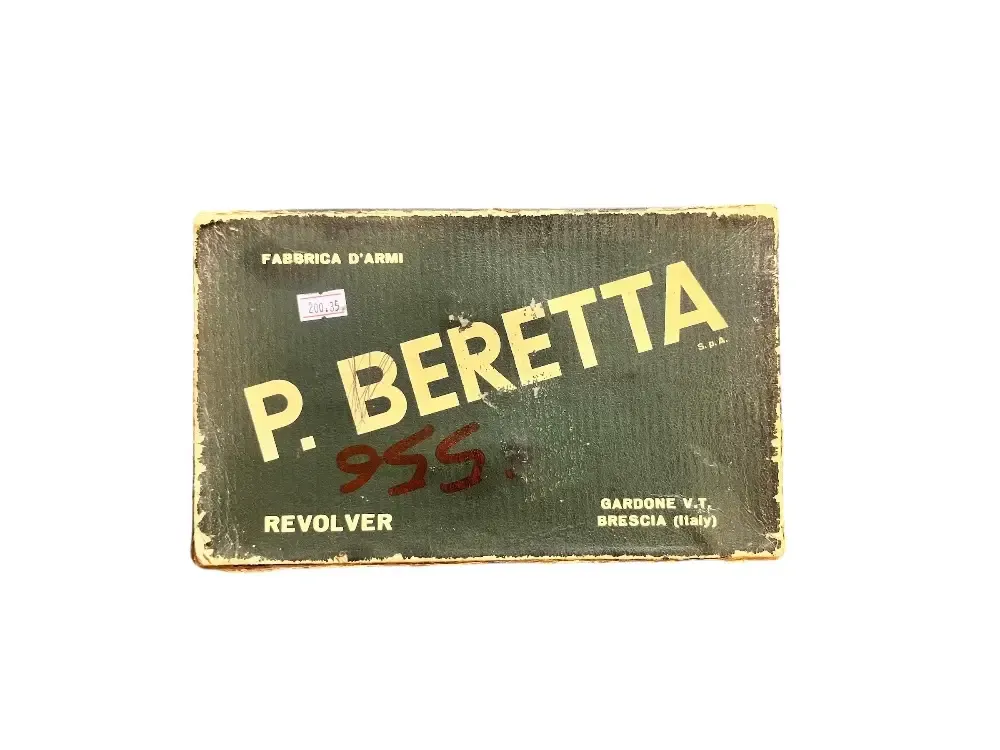 FABBRICA D'ARMI
200.35
P. BERETTA
S.p.A.
955
REVOLVER
GARDONE V.T.
BRESCIA (Italy)